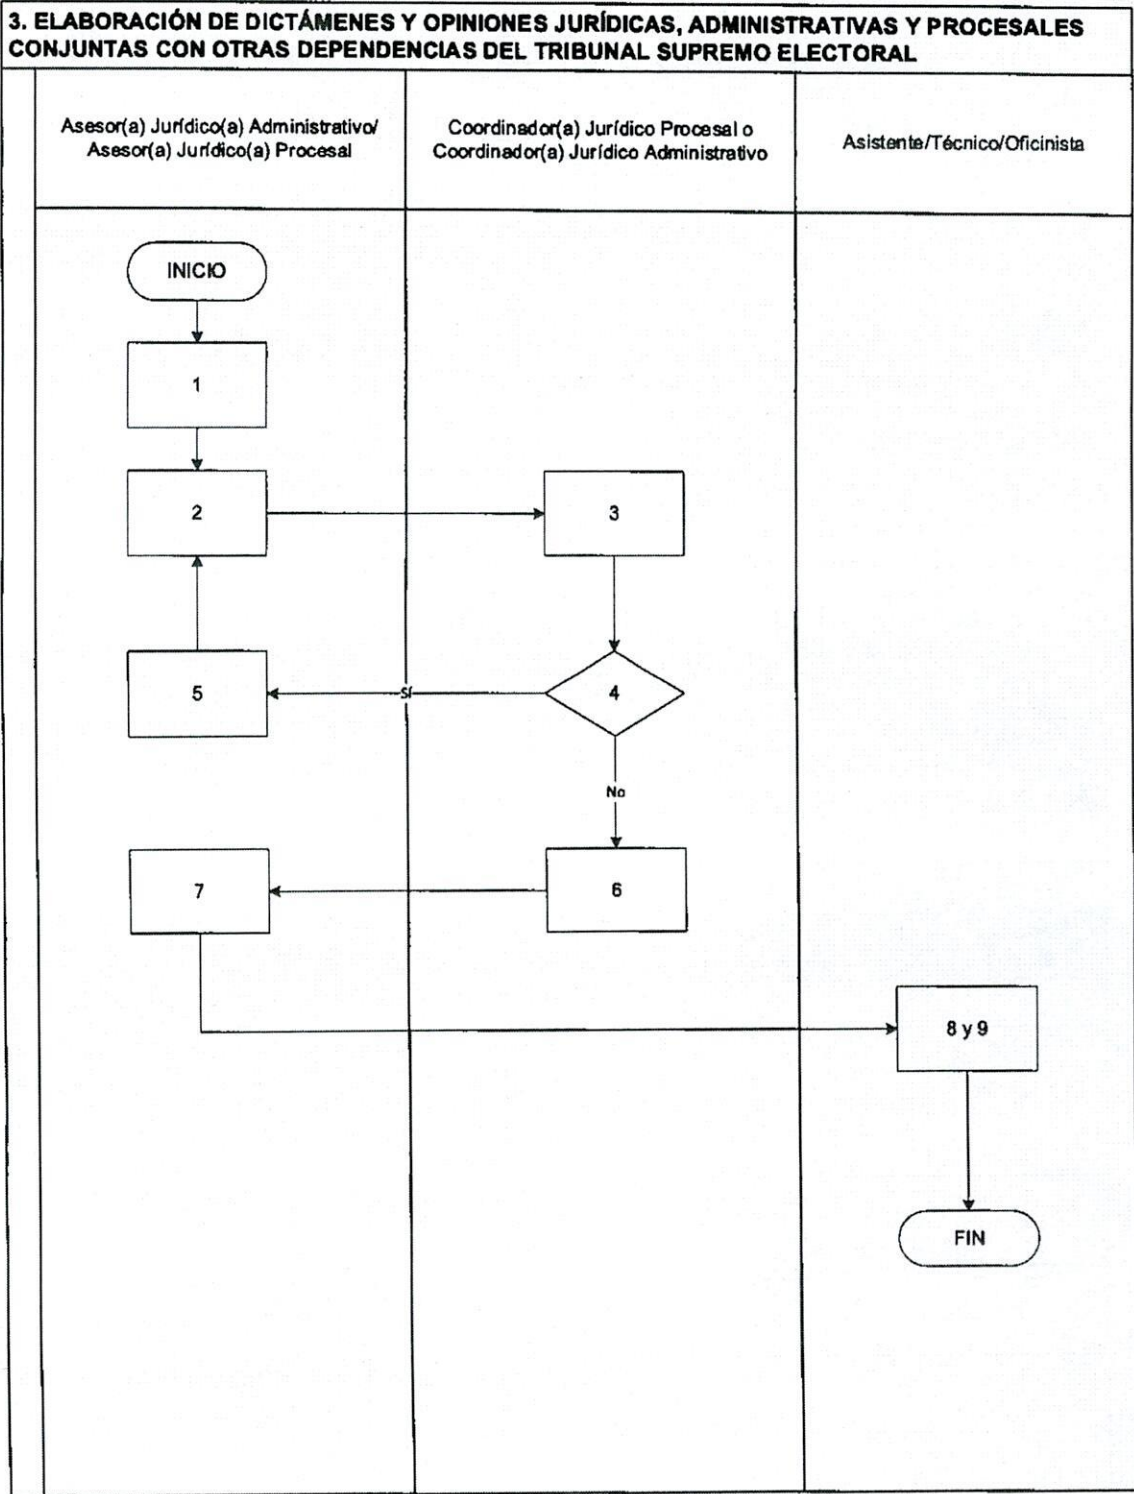 3. ELABORACIÓN DE DICTÁMENES Y OPINIONES JURÍDICAS, ADMINISTRATIVAS Y PROCESALES
CONJUNTAS CON OTRAS DEPENDENCIAS DEL TRIBUNAL SUPREMO ELECTORAL
Asesor(a) Jurídico(a) Administrativo/
Asesor(a) Jurídico(a) Procesal
Coordinador(a) Jurídico Procesal o
Coordinador(a) Jurídico Administrativo
Asistente/Técnico/Oficinista
INICIO
1
2
3
4
Sí
5
No
6
7
8 y 9
FIN